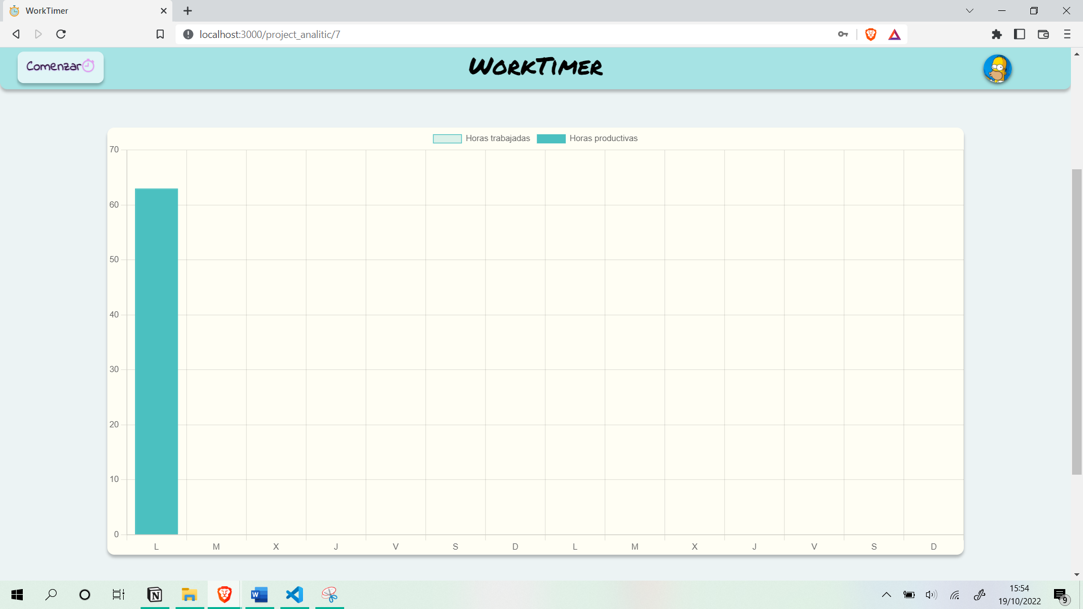 WorkTimer
localhost:3000/project_analitic/7
Comenzar
WorkTimer
Horas trabajadas
Horas productivas
70
60
50
40
30
20
10
0
L M X J V S D L M X J V S D
15:54
19/10/2022
9